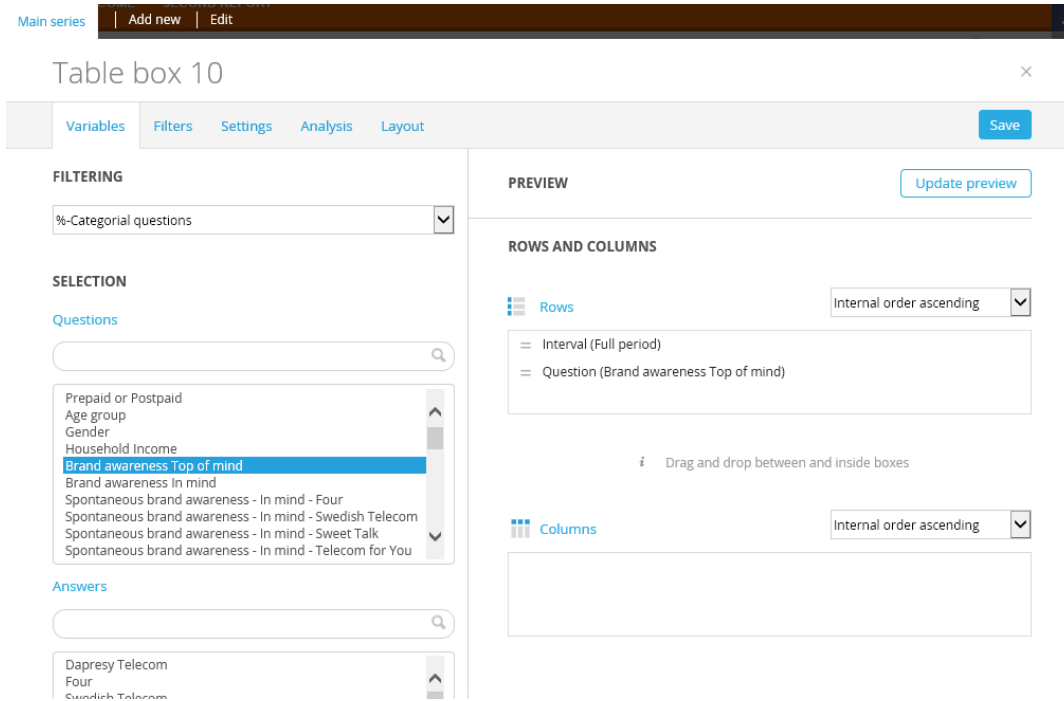 Main series | Add new | Edit
SECOND REPORT
Table box 10
Variables Filters Settings Analysis Layout Save
FILTERING
%-Categorial questions
SELECTION
Questions
Prepaid or Postpaid
Age group
Gender
Household Income
Brand awareness Top of mind
Brand awareness In mind
Spontaneous brand awareness - In mind - Four
Spontaneous brand awareness - In mind - Swedish Telecom
Spontaneous brand awareness - In mind - Sweet Talk
Spontaneous brand awareness - In mind - Telecom for You
Answers
Dapresy Telecom
Four
Swedish Telecom
PREVIEW Update preview
ROWS AND COLUMNS
Rows Internal order ascending
Interval (Full period)
Question (Brand awareness Top of mind)
i Drag and drop between and inside boxes
Columns Internal order ascending